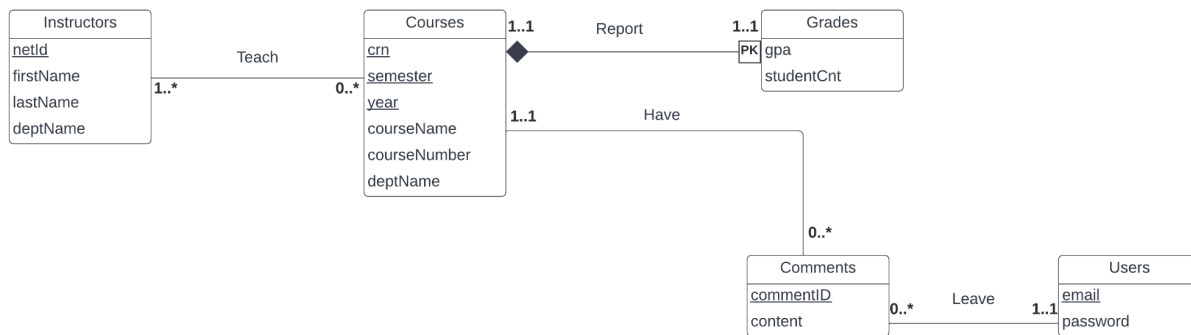 Instructors
netId
firstName
lastName
deptName
Teach
1..*
0..*
Courses
crn
semester
year
courseName
courseNumber
deptName
1..1
Report
1..1
PK
Grades
gpa
studentCnt
1..1
Have
0..*
Comments
commentID
content
0..*
Leave
1..1
Users
email
password